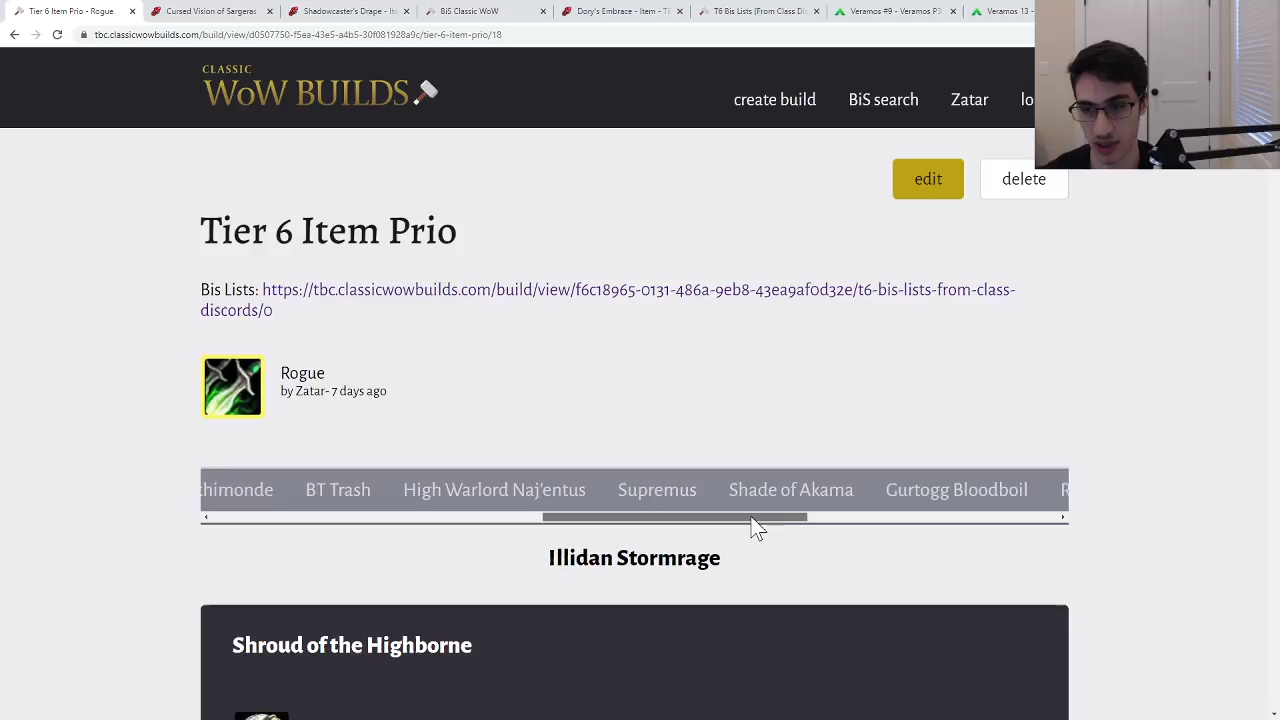 Tier 6 Item Prio - Rogue
Cursed Vision of Sargeras
Shadowcaster's Drape - Ite
BiS Classic WoW
Dory's Embrace - Item - T
T6 Bis Lists (From Class Di
Veramos #9 - Veramos P3
Veramos 13 -
tbc.classicwowbuilds.com/build/view/d0507750-f5ea-43e5-a4b5-30f081928a9c/tier-6-item-prio/18
CLASSIC
WoW BUILDS
create build
BiS search
Zatar
lo
edit
delete
Tier 6 Item Prio
Bis Lists: https://tbc.classicwowbuilds.com/build/view/f6c18965-0131-486a-9eb8-43ea9af0d32e/t6-bis-lists-from-class-
discords/0
Rogue
by Zatar- 7 days ago
chimonde
BT Trash
High Warlord Naj'entus
Supremus
Shade of Akama
Gurtogg Bloodboil
R
Illidan Stormrage
Shroud of the Highborne